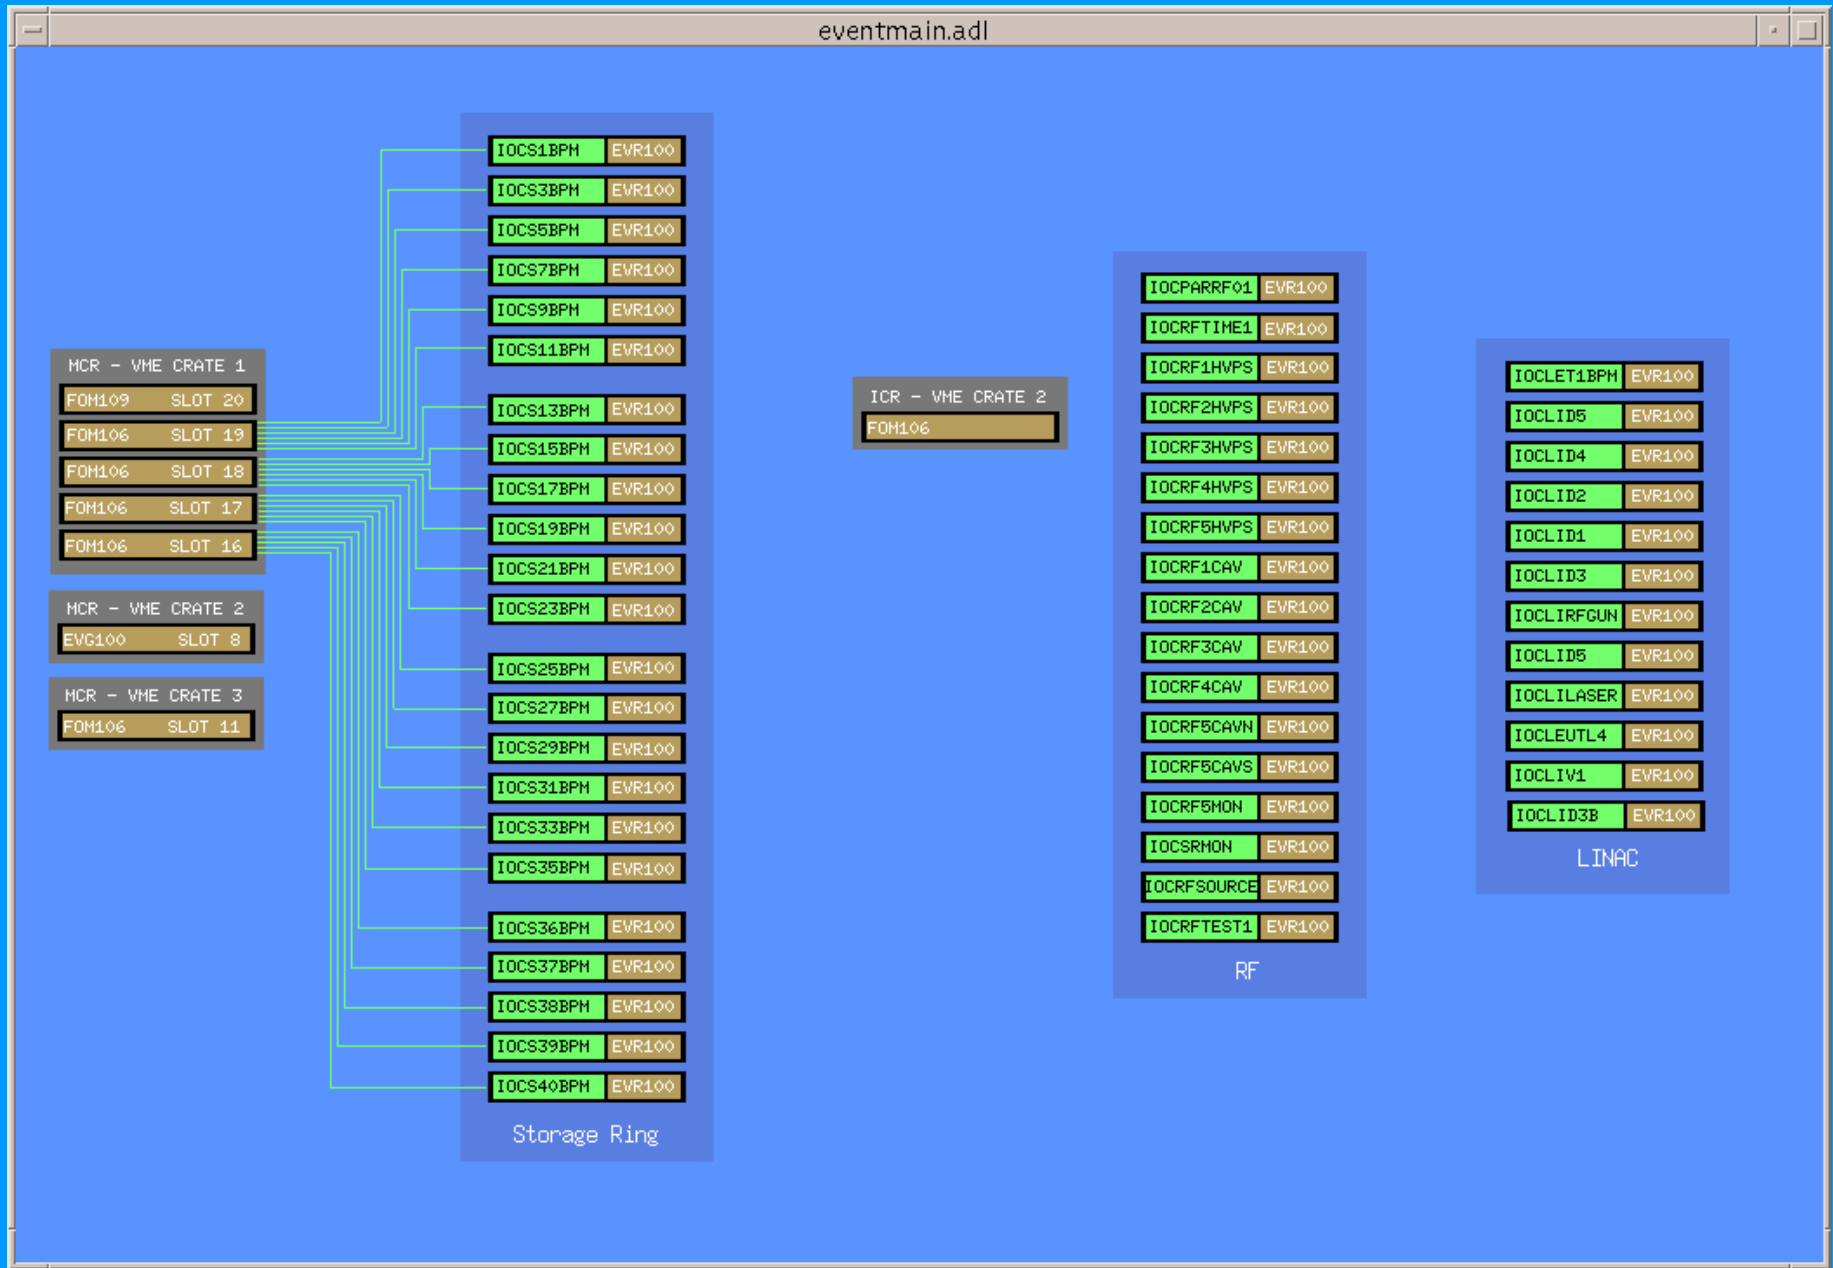 eventmain.adl
MCR - VME CRATE 1
FOM109 SLOT 20
FOM106 SLOT 19
FOM106 SLOT 18
FOM106 SLOT 17
FOM106 SLOT 16
MCR - VME CRATE 2
EVG100 SLOT 8
MCR - VME CRATE 3
FOM106 SLOT 11
IOCS1BPM EVR100
IOCS3BPM EVR100
IOCS5BPM EVR100
IOCS7BPM EVR100
IOCS9BPM EVR100
IOCS11BPM EVR100
IOCS13BPM EVR100
IOCS15BPM EVR100
IOCS17BPM EVR100
IOCS19BPM EVR100
IOCS21BPM EVR100
IOCS23BPM EVR100
IOCS25BPM EVR100
IOCS27BPM EVR100
IOCS29BPM EVR100
IOCS31BPM EVR100
IOCS33BPM EVR100
IOCS35BPM EVR100
IOCS36BPM EVR100
IOCS37BPM EVR100
IOCS38BPM EVR100
IOCS39BPM EVR100
IOCS40BPM EVR100
Storage Ring
ICR - VME CRATE 2
FOM106
IOCPARRF01 EVR100
IOCRFTIME1 EVR100
IOCRF1HVPS EVR100
IOCRF2HVPS EVR100
IOCRF3HVPS EVR100
IOCRF4HVPS EVR100
IOCRF5HVPS EVR100
IOCRF1CAV EVR100
IOCRF2CAV EVR100
IOCRF3CAV EVR100
IOCRF4CAV EVR100
IOCRF5CAVN EVR100
IOCRF5CAVS EVR100
IOCRF5MON EVR100
IOCSRMON EVR100
IOCRFSOURCE EVR100
IOCRFTEST1 EVR100
RF
IOCLET1BPM EVR100
IOCLID5 EVR100
IOCLID4 EVR100
IOCLID2 EVR100
IOCLID1 EVR100
IOCLID3 EVR100
IOCLIRFGUN EVR100
IOCLID5 EVR100
IOCLILASER EVR100
IOCLEUTL4 EVR100
IOCLIV1 EVR100
IOCLID3B EVR100
LINAC